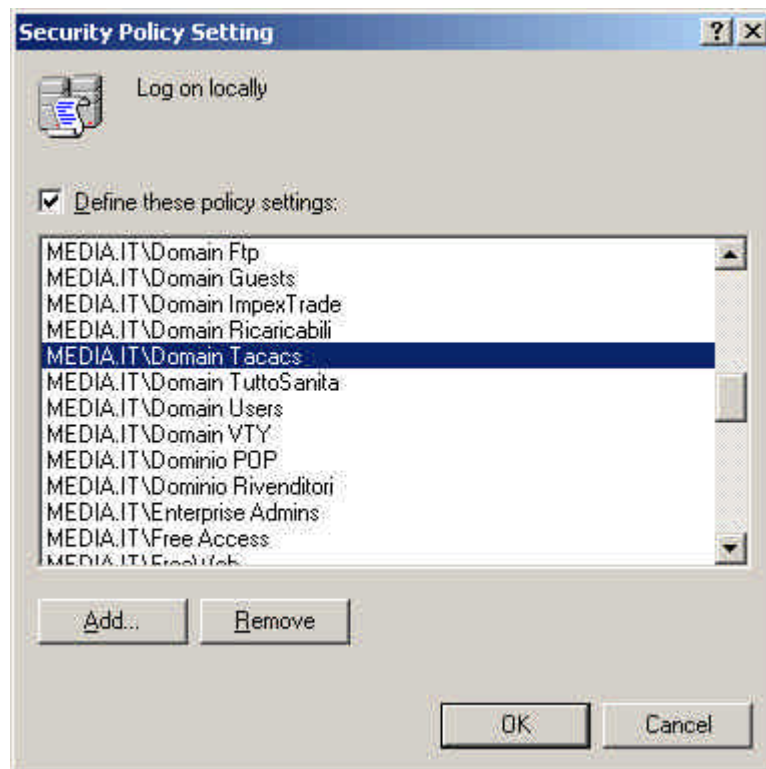 Security Policy Setting
Log on locally
Define these policy settings:
MEDIA.IT\Domain Ftp
MEDIA.IT\Domain Guests
MEDIA.IT\Domain ImpexTrade
MEDIA.IT\Domain Ricaricabili
MEDIA.IT\Domain Tacacs
MEDIA.IT\Domain TuttoSanita
MEDIA.IT\Domain Users
MEDIA.IT\Domain VTY
MEDIA.IT\Dominio POP
MEDIA.IT\Dominio Rivenditori
MEDIA.IT\Enterprise Admins
MEDIA.IT\Free Access
MEDIA.IT\FreeWeb
Add...
Remove
OK
Cancel